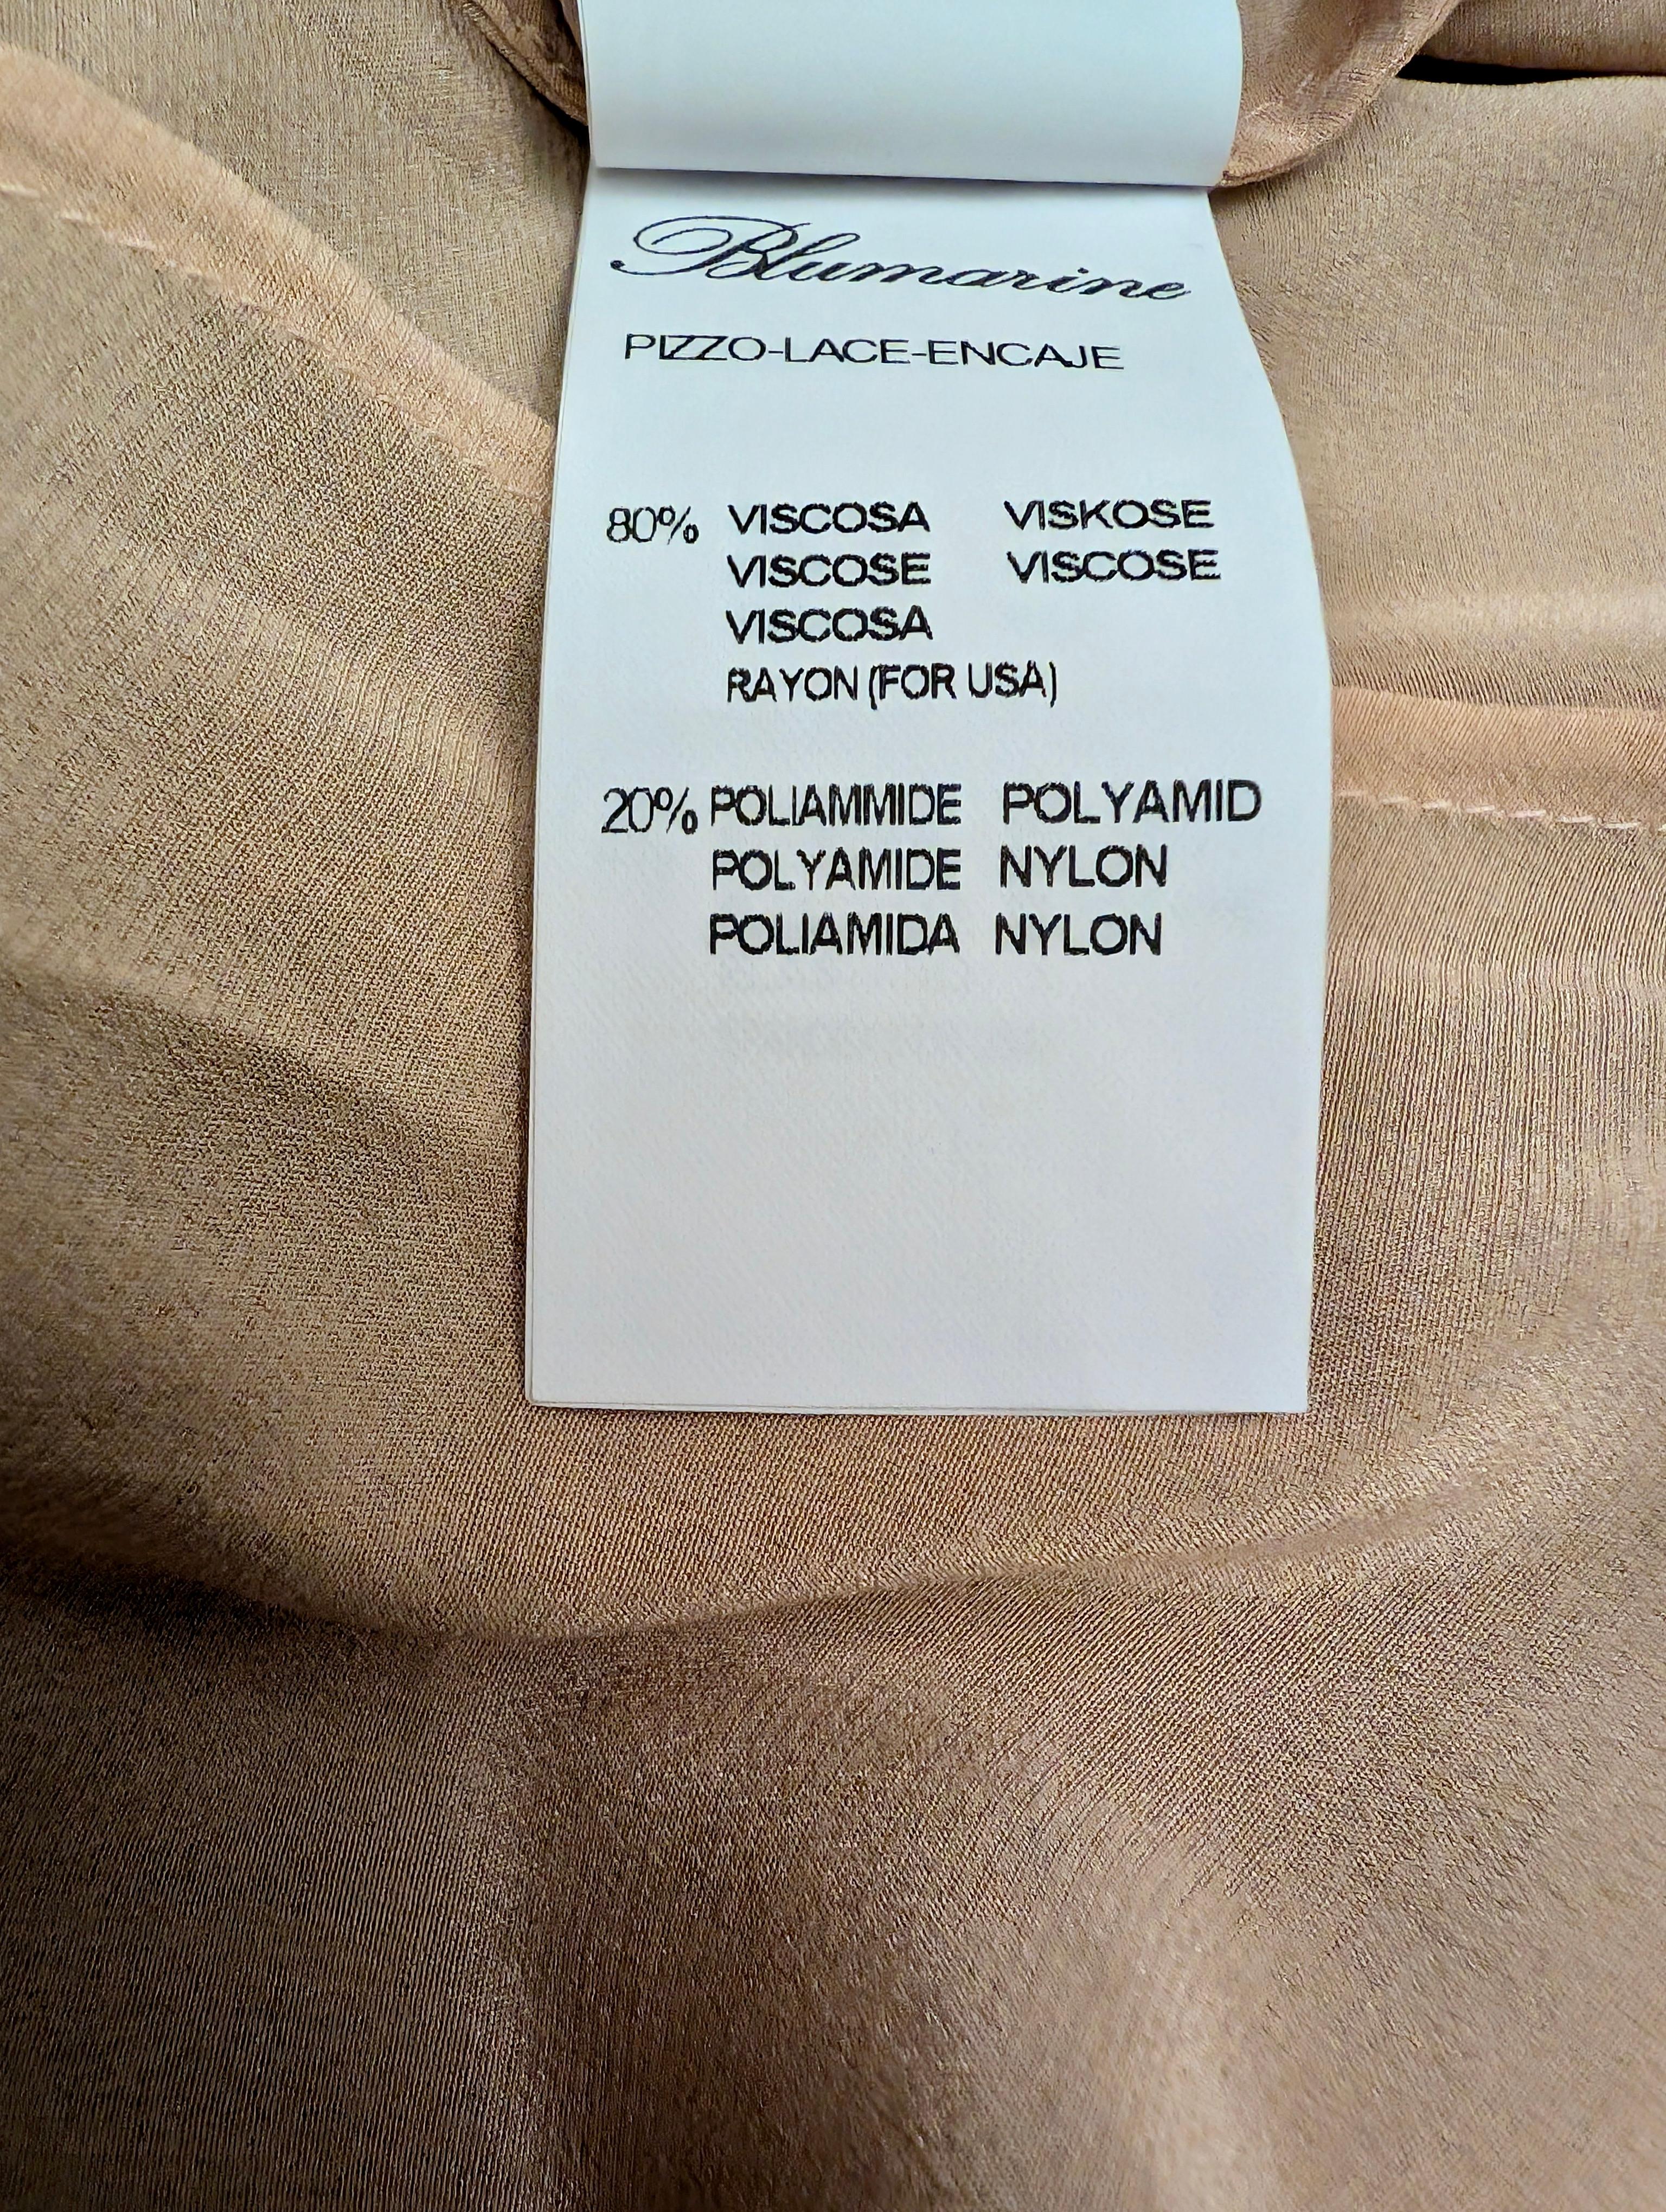 Blumarine
PIZZO-LACE-ENCAJE
80% VISCOSA VISKOSE
VISCOSE VISCOSE
VISCOSA
RAYON (FOR USA)
20% POLIAMMIDE POLYAMID
POLYAMIDE NYLON
POLIAMIDA NYLON